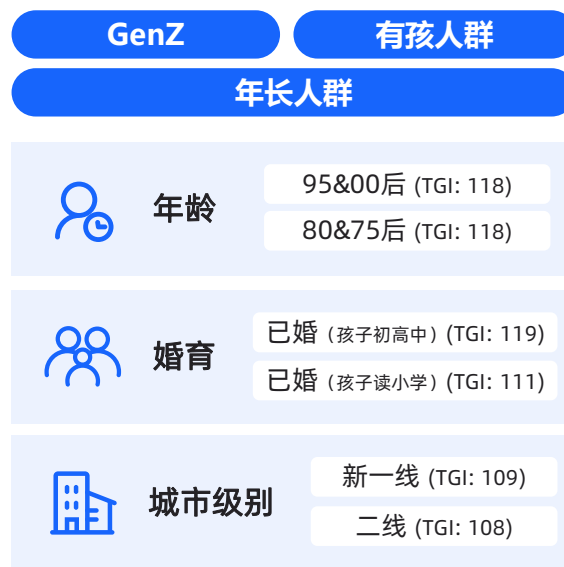 GenZ 有孩人群
年长人群
年龄
95&00后 (TGI: 118)
80&75后 (TGI: 118)
婚育
已婚（孩子初高中）(TGI: 119)
已婚（孩子读小学）(TGI: 111)
城市级别
新一线 (TGI: 109)
二线 (TGI: 108)